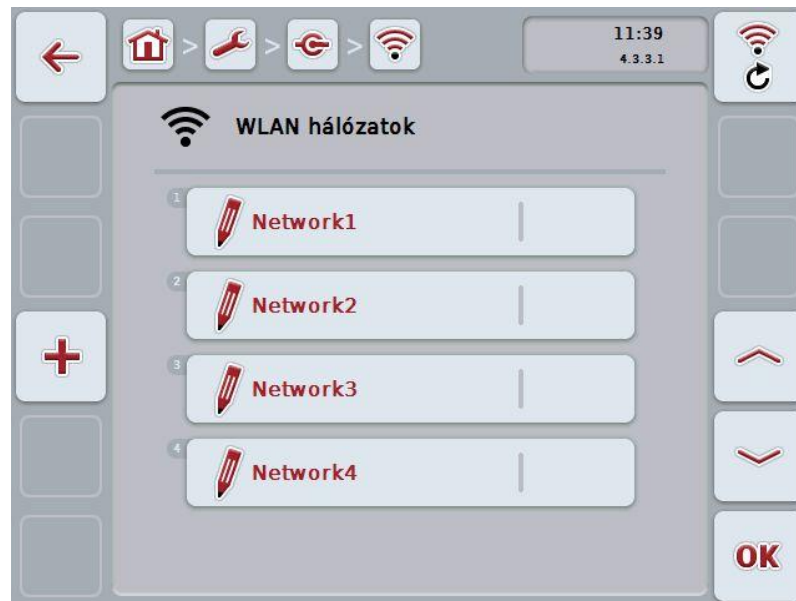 11:39
4.3.3.1
WLAN hálózatok
1
Network1
2
Network2
3
Network3
4
Network4
OK